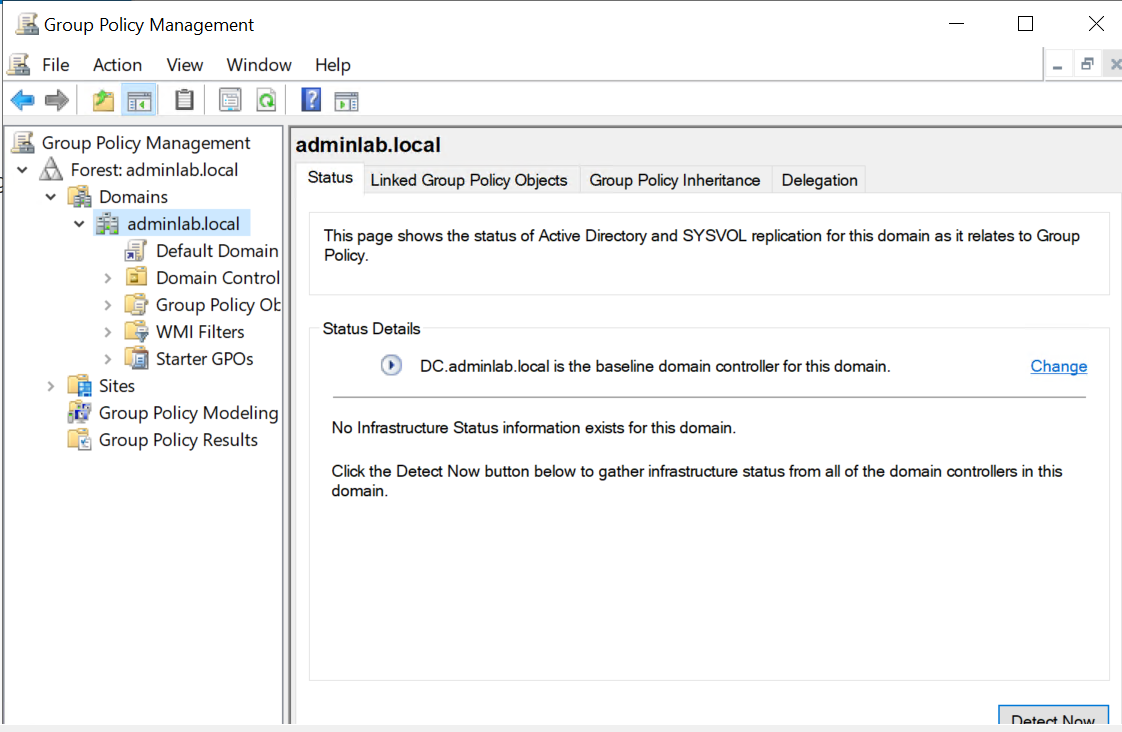 Group Policy Management
File Action View Window Help
Group Policy Management
Forest: adminlab.local
Domains
adminlab.local
Default Domain
Domain Control
Group Policy Ob
WMI Filters
Starter GPOs
Sites
Group Policy Modeling
Group Policy Results
adminlab.local
Status Linked Group Policy Objects Group Policy Inheritance Delegation
This page shows the status of Active Directory and SYSVOL replication for this domain as it relates to Group
Policy.
Status Details
DC.adminlab.local is the baseline domain controller for this domain. Change
No Infrastructure Status information exists for this domain.
Click the Detect Now button below to gather infrastructure status from all of the domain controllers in this
domain.
Detect Now